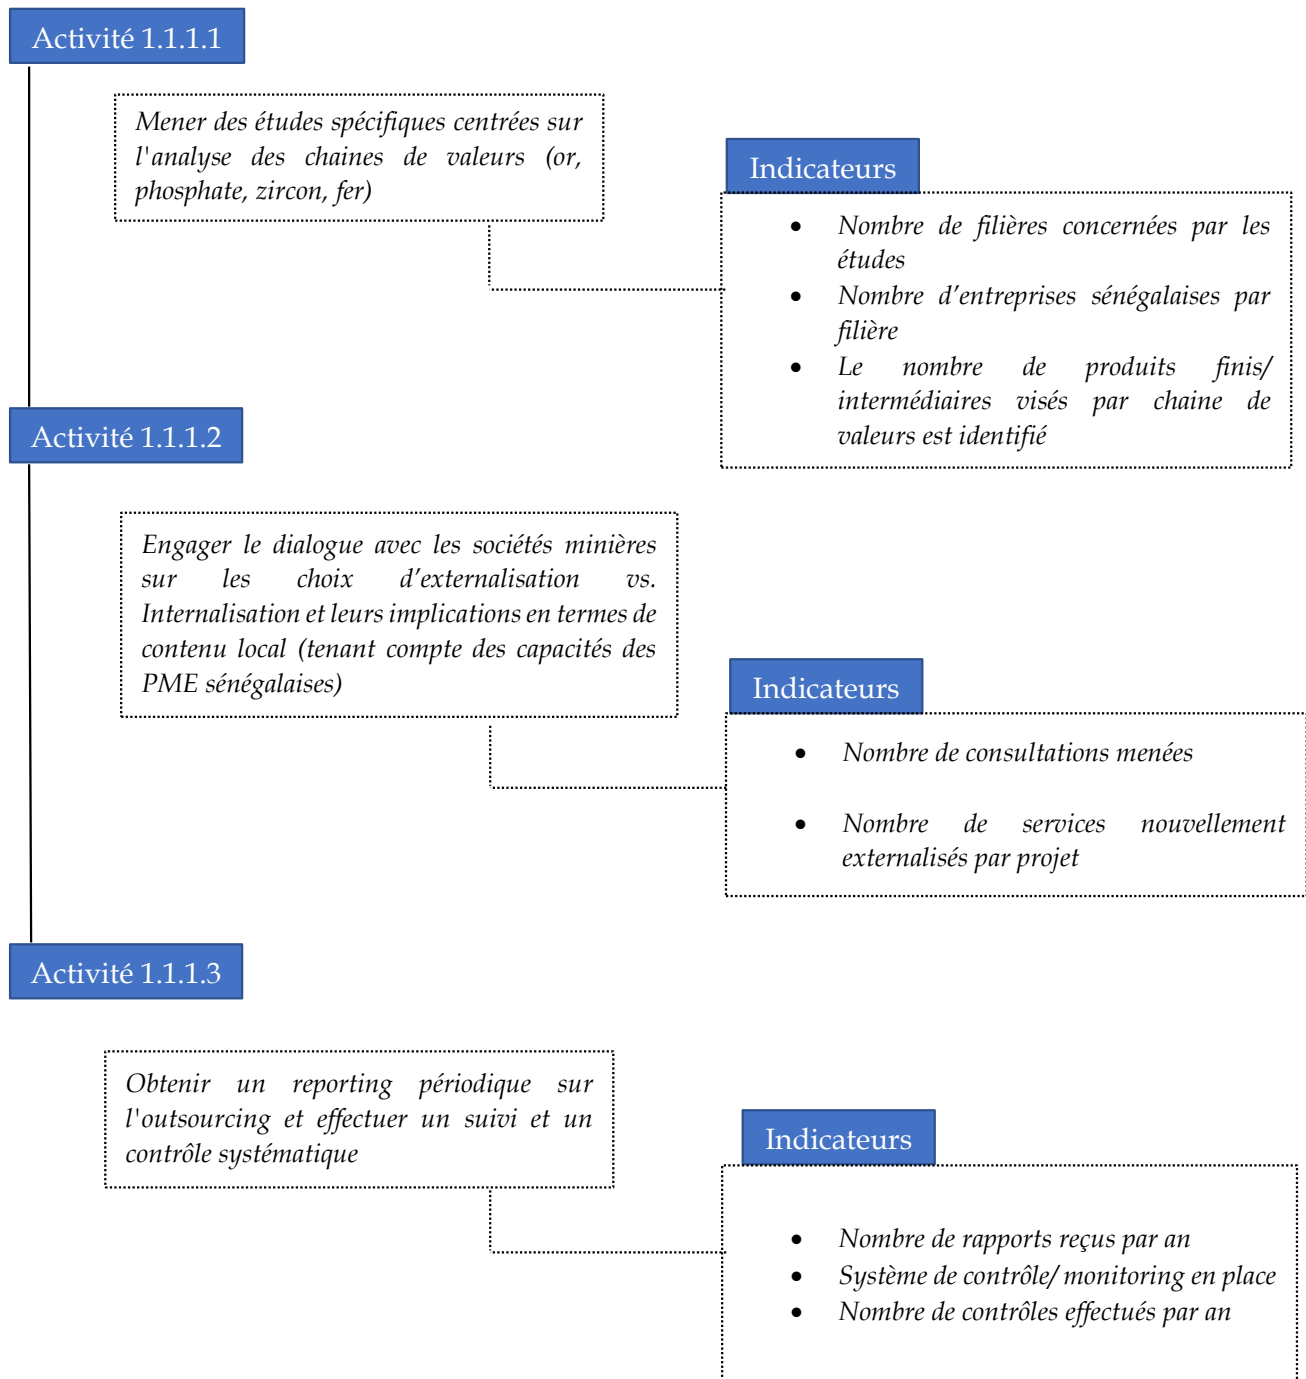 Activité 1.1.1.1
Mener des études spécifiques centrées sur
l'analyse des chaines de valeurs (or,
phosphate, zircon, fer)
Indicateurs
• Nombre de filières concernées par les
études
• Nombre d’entreprises sénégalaises par
filière
• Le nombre de produits finis/
intermédiaires visés par chaine de
valeurs est identifié
Activité 1.1.1.2
Engager le dialogue avec les sociétés minières
sur les choix d’externalisation vs.
Internalisation et leurs implications en termes de
contenu local (tenant compte des capacités des
PME sénégalaises)
Indicateurs
• Nombre de consultations menées
• Nombre de services nouvellement
externalisés par projet
Activité 1.1.1.3
Obtenir un reporting périodique sur
l'outsourcing et effectuer un suivi et un
contrôle systématique
Indicateurs
• Nombre de rapports reçus par an
• Système de contrôle/ monitoring en place
• Nombre de contrôles effectués par an